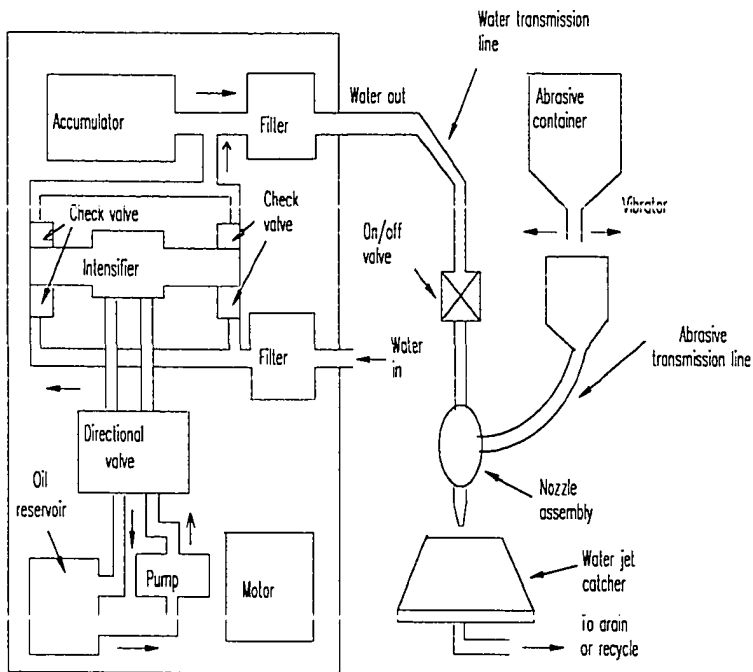 Water transmission
line
Accumulator
Filter
Water out
Abrasive
container
Check valve
Check
valve
Vibrator
On/off
valve
Intensifier
Filter
Water
in
Abrasive
transmission line
Directional
valve
Oil
reservoir
Nozzle
assembly
Pump
Motor
Water jet
catcher
To drain
or recycle